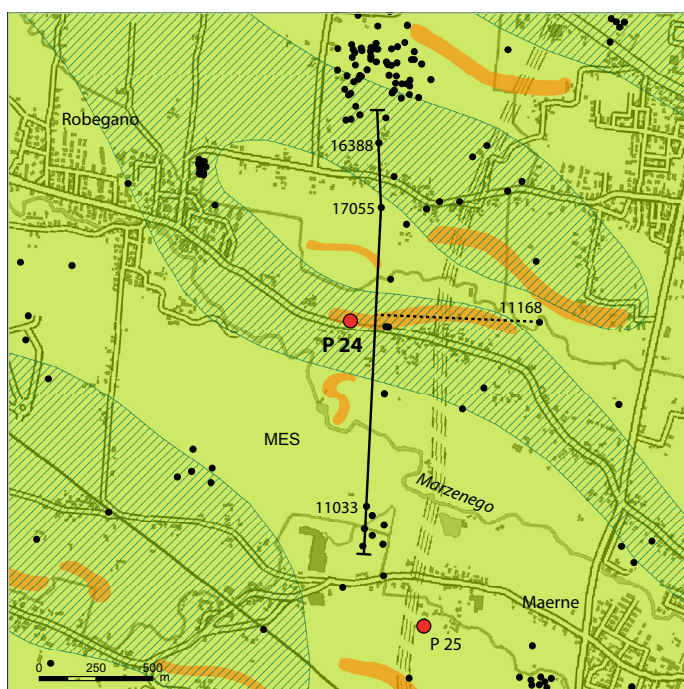 Robegano
16388
17055
11168
P 24
MES
Marzenego
11033
Maerne
P 25
0 250 500
m